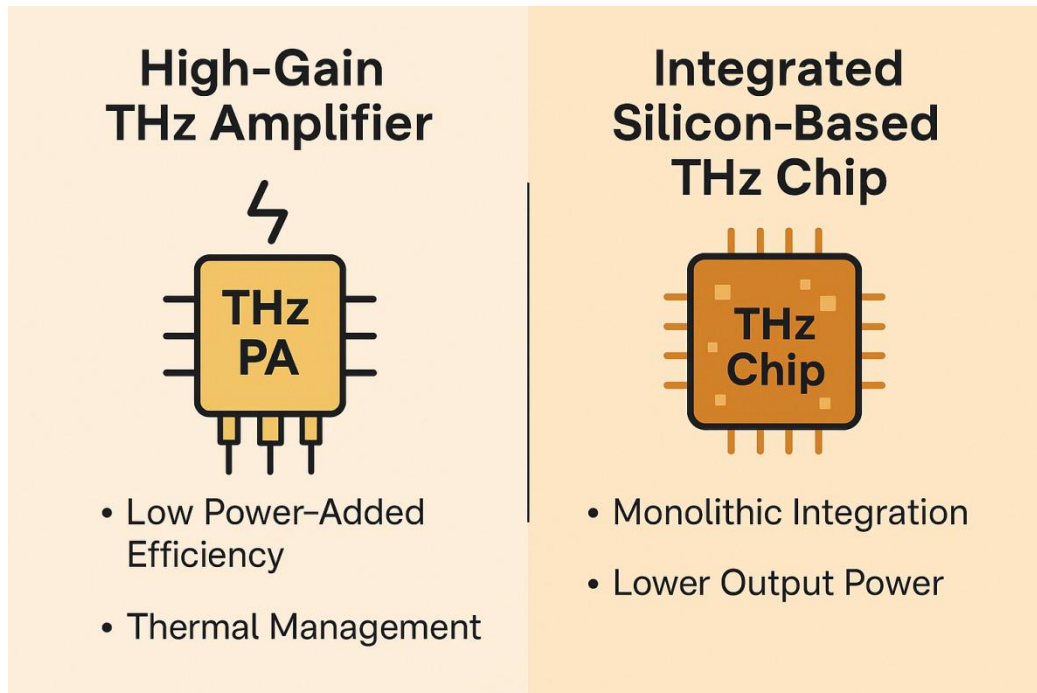 High-Gain
THz Amplifier
THz
PA
• Low Power–Added
Efficiency
• Thermal Management
Integrated
Silicon-Based
THz Chip
THz
Chip
• Monolithic Integration
• Lower Output Power